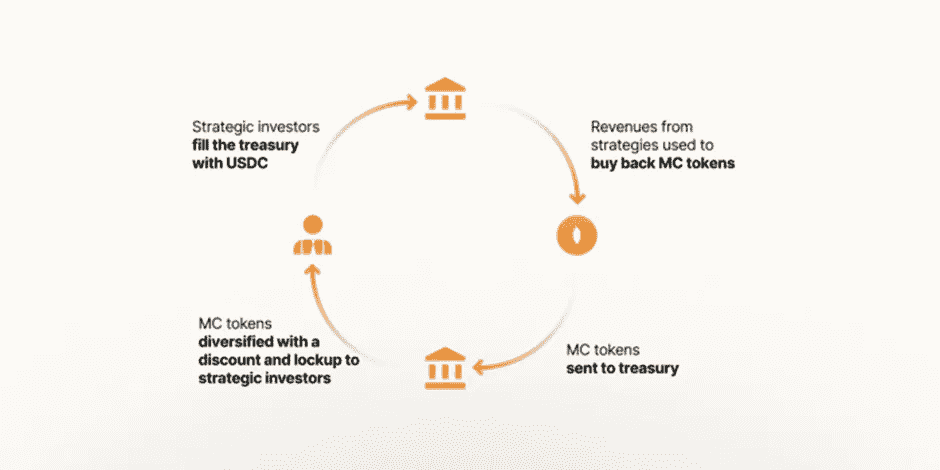 Strategic investors
fill the treasury
with USDC
Revenues from
strategies used to
buy back MC tokens
MC tokens
diversified with a
discount and lockup to
strategic investors
MC tokens
sent to treasury